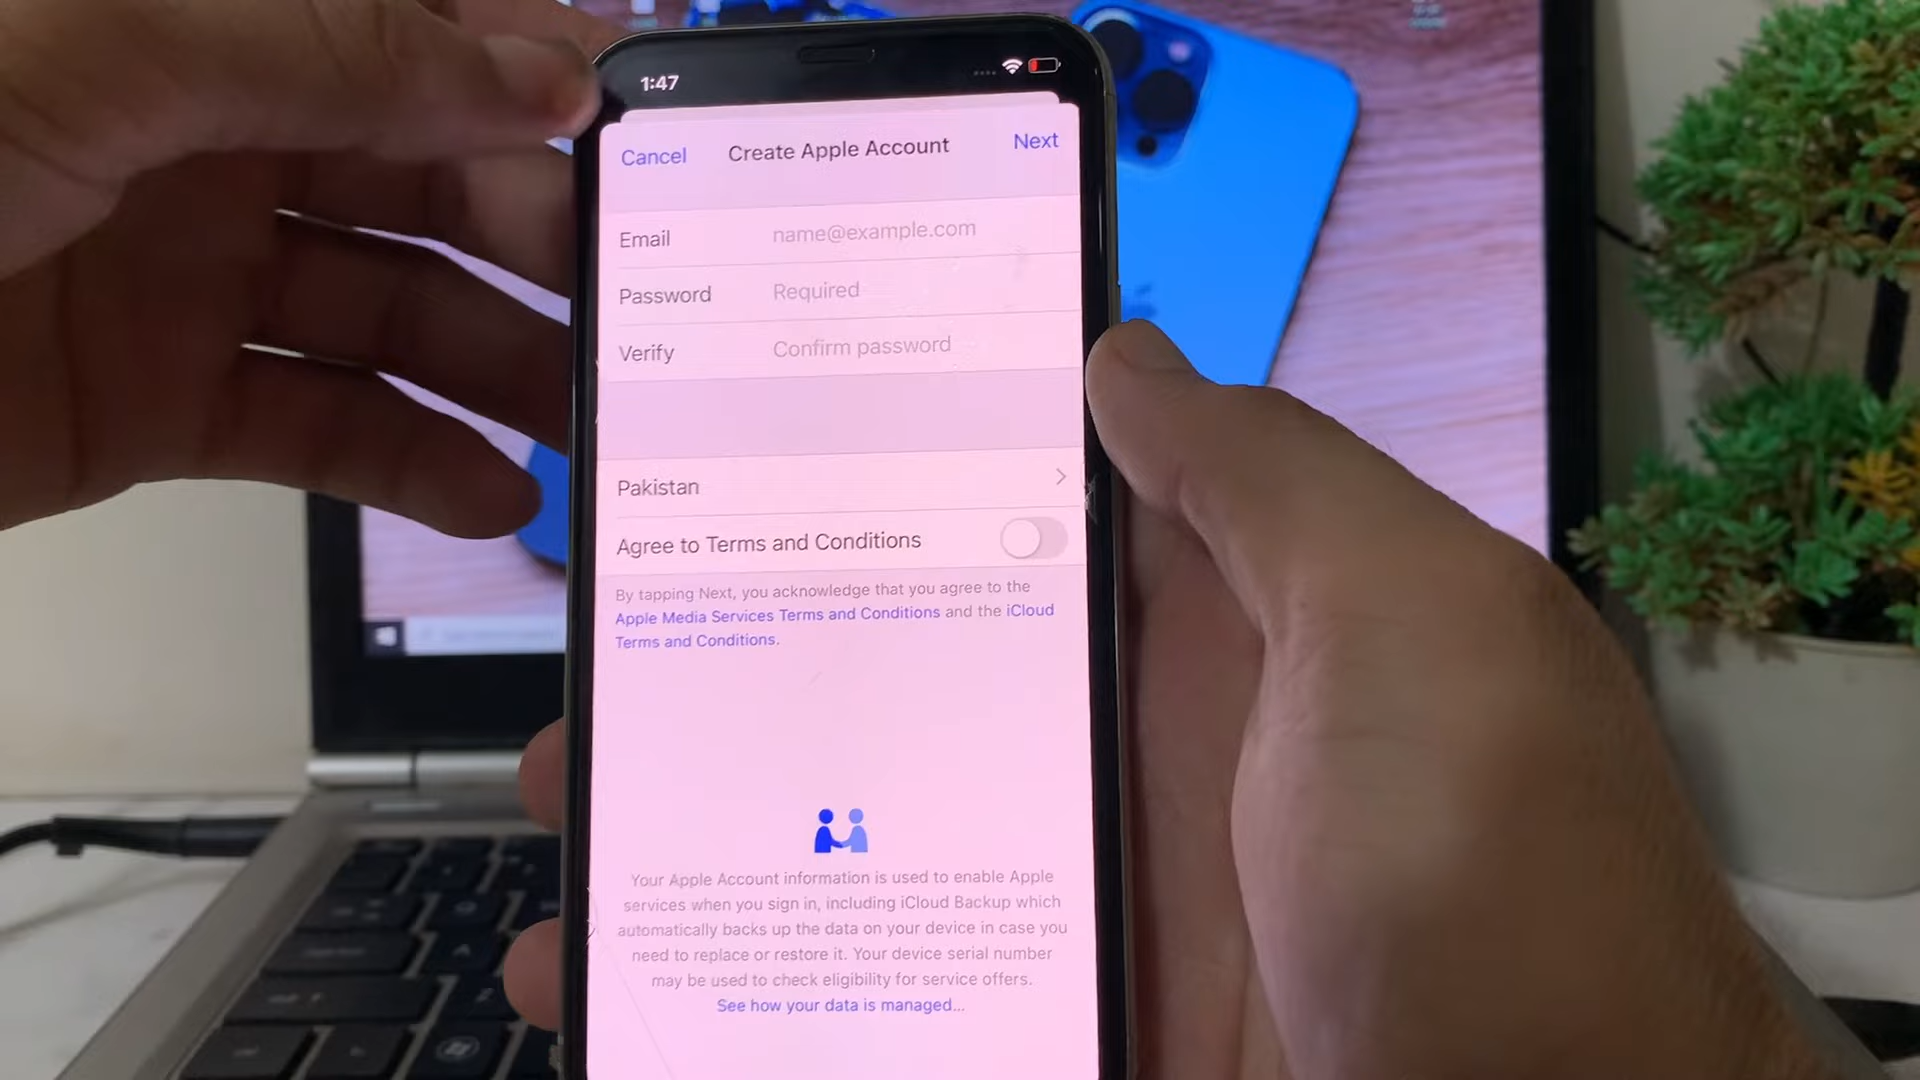 1:47
Cancel
Create Apple Account
Next
Email
name@example.com
Password
Required
Verify
Confirm password
Pakistan
Agree to Terms and Conditions
By tapping Next, you acknowledge that you agree to the
Apple Media Services Terms and Conditions and the iCloud
Terms and Conditions.
Your Apple Account information is used to enable Apple
services when you sign in, including iCloud Backup which
automatically backs up the data on your device in case you
need to replace or restore it. Your device serial number
may be used to check eligibility for service offers.
See how your data is managed...